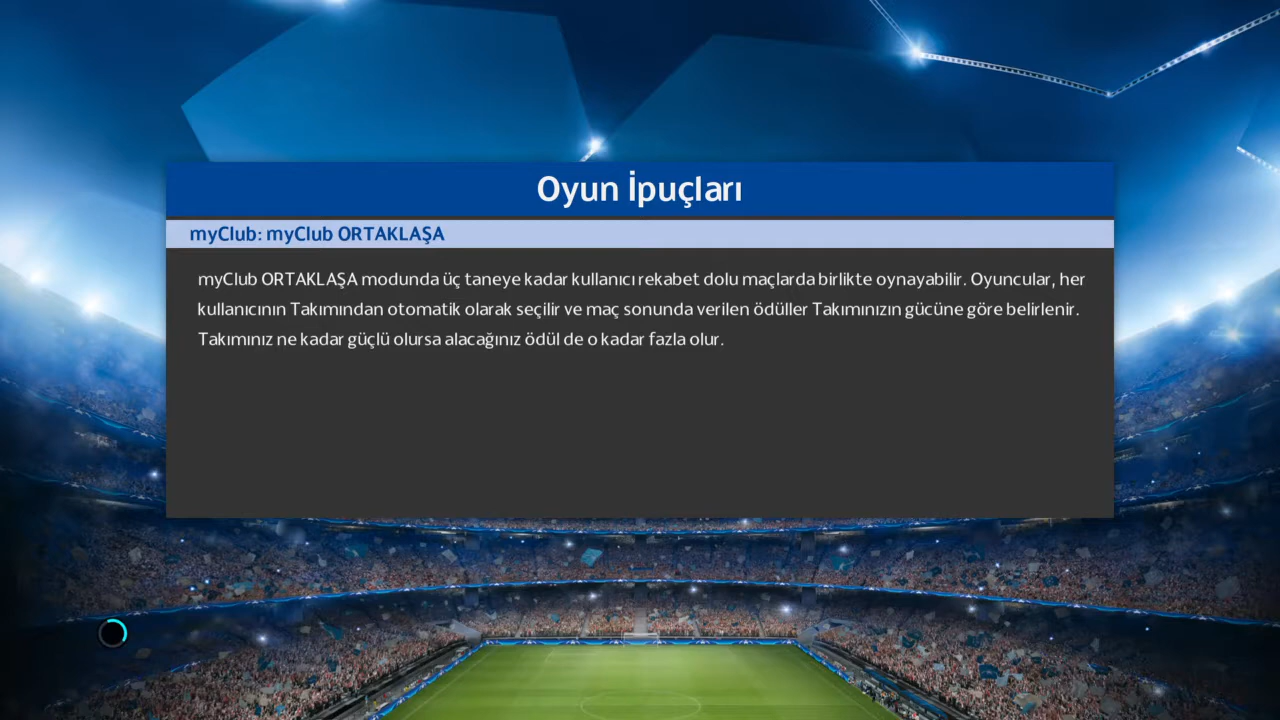 Oyun İpuçları
myClub: myClub ORTAKLAŞA
myClub ORTAKLAŞA modunda üç taneye kadar kullanıcı rekabet dolu maçlarda birlikte oynayabilir. Oyuncular, her
kullanıcının Takımından otomatik olarak seçilir ve maç sonunda verilen ödüller Takımınızın gücüne göre belirlenir.
Takımınız ne kadar güçlü olursa alacağınız ödül de o kadar fazla olur.